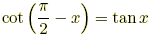 cot(π/2 − x) = tan x